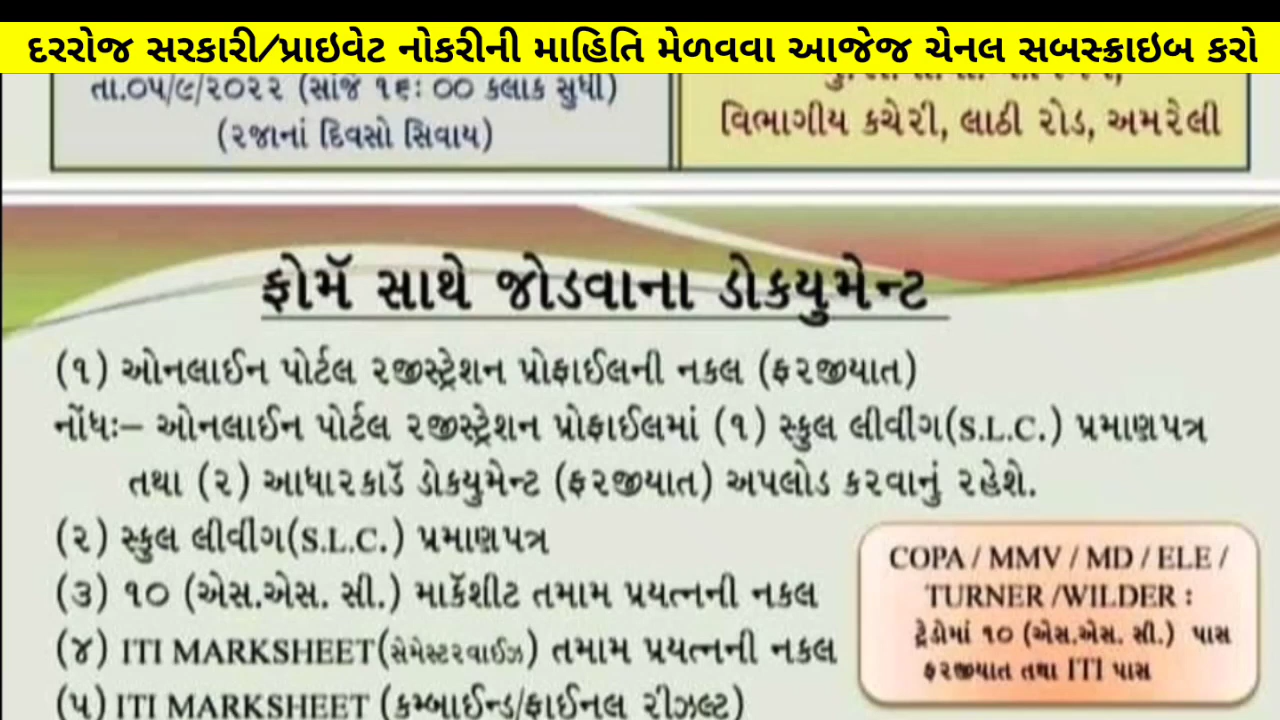 દરરોજ સરકારી/પ્રાઇવેટ નોકરીની માહિતિ મેળવવા આજેજ ચેનલ સબસ્ક્રાઇબ કરો
તા.૦૫/૯/૨૦૨૨ (સાંજે ૧૬ઃ ૦૦ કલાક સુધી)
(રજાનાં દિવસો સિવાય)
વિભાગીય કચેરી, લાઠી રોડ, અમરેલી
ફોર્મ સાથે જોડવાના ડોકયુમેન્ટ
(૧) ઓનલાઈન પોર્ટલ રજીસ્ટ્રેશન પ્રોફાઈલની નકલ (ફરજીયાત)
નોંધઃ– ઓનલાઈન પોર્ટલ રજીસ્ટ્રેશન પ્રોફાઈલમાં (૧) સ્કુલ લીવીંગ(S.L.C.) પ્રમાણપત્ર
તથા (૨) આધારકાર્ડ ડોકયુમેન્ટ (ફરજીયાત) અપલોડ કરવાનું રહેશે.
(૨) સ્કુલ લીવીંગ(S.L.C.) પ્રમાણપત્ર
(૩) ૧૦ (એસ.એસ. સી.) માર્કશીટ તમામ પ્રયત્નની નકલ
(૪) ITI MARKSHEET(સેમેસ્ટરવાઈઝ) તમામ પ્રયત્નની નકલ
(૫) ITI MARKSHEET (કમ્બાઈન્ડ/ફાઈનલ રીઝલ્ટ)
COPA / MMV / MD / ELE /
TURNER /WILDER :
ટ્રેડોમાં ૧૦ (એસ.એસ. સી.) પાસ
ફરજીયાત તથા ITI પાસ